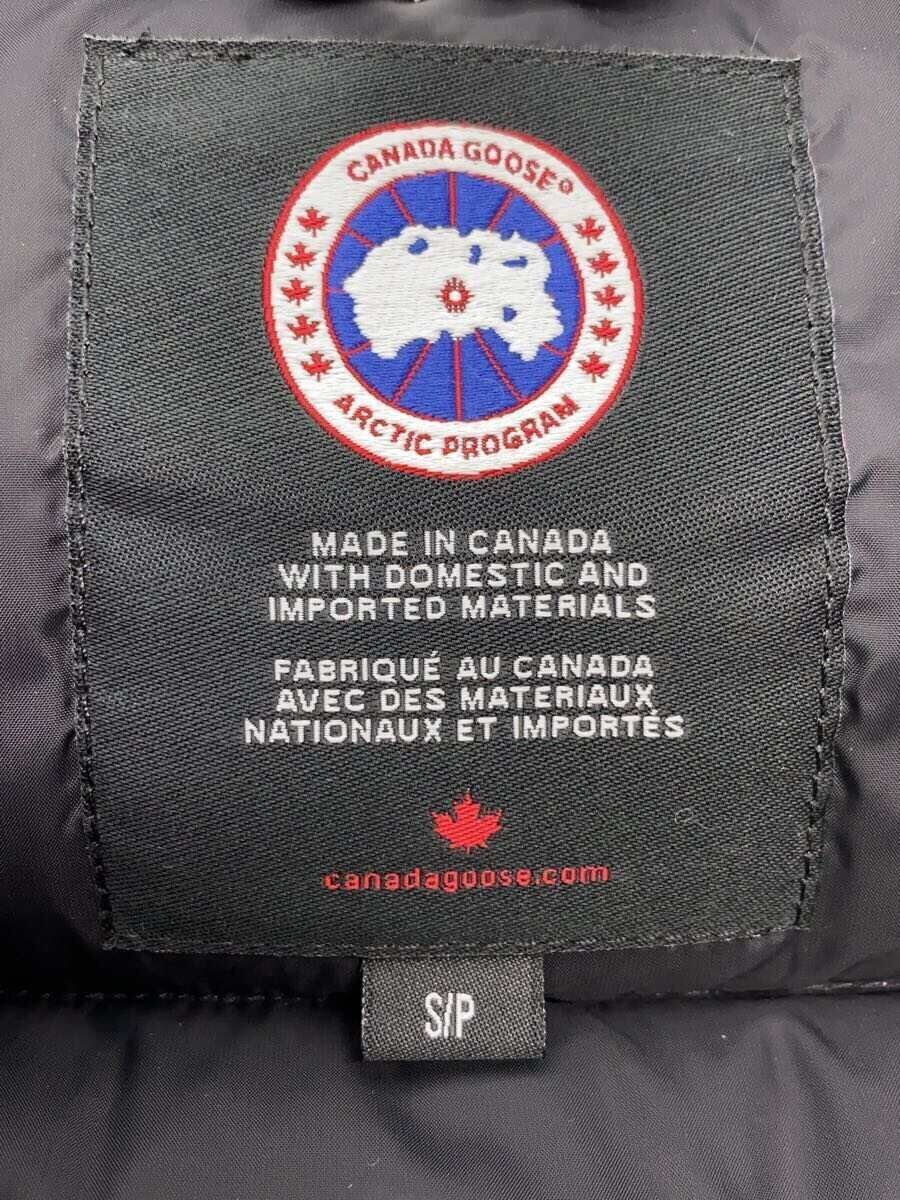 CANADA GOOSE®
ARCTIC PROGRAM
MADE IN CANADA
WITH DOMESTIC AND
IMPORTED MATERIALS
FABRIQUÉ AU CANADA
AVEC DES MATERIAUX
NATIONAUX ET IMPORTÉS
canadagoose.com
S/P